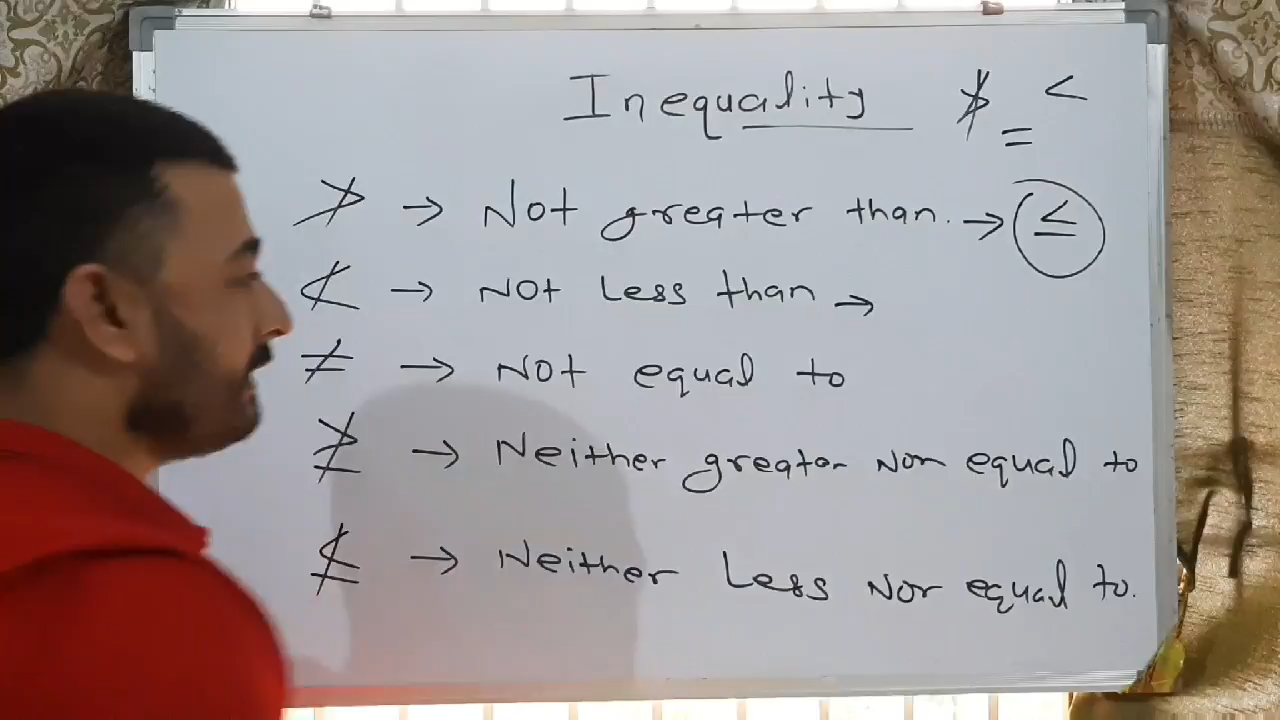 Inequality ≯ = <
≯ → Not greater than. → ≤
≮ → Not Less than →
≠ → Not equal to
≱ → Neither greater Nor equal to
≰ → Neither Less Nor equal to.